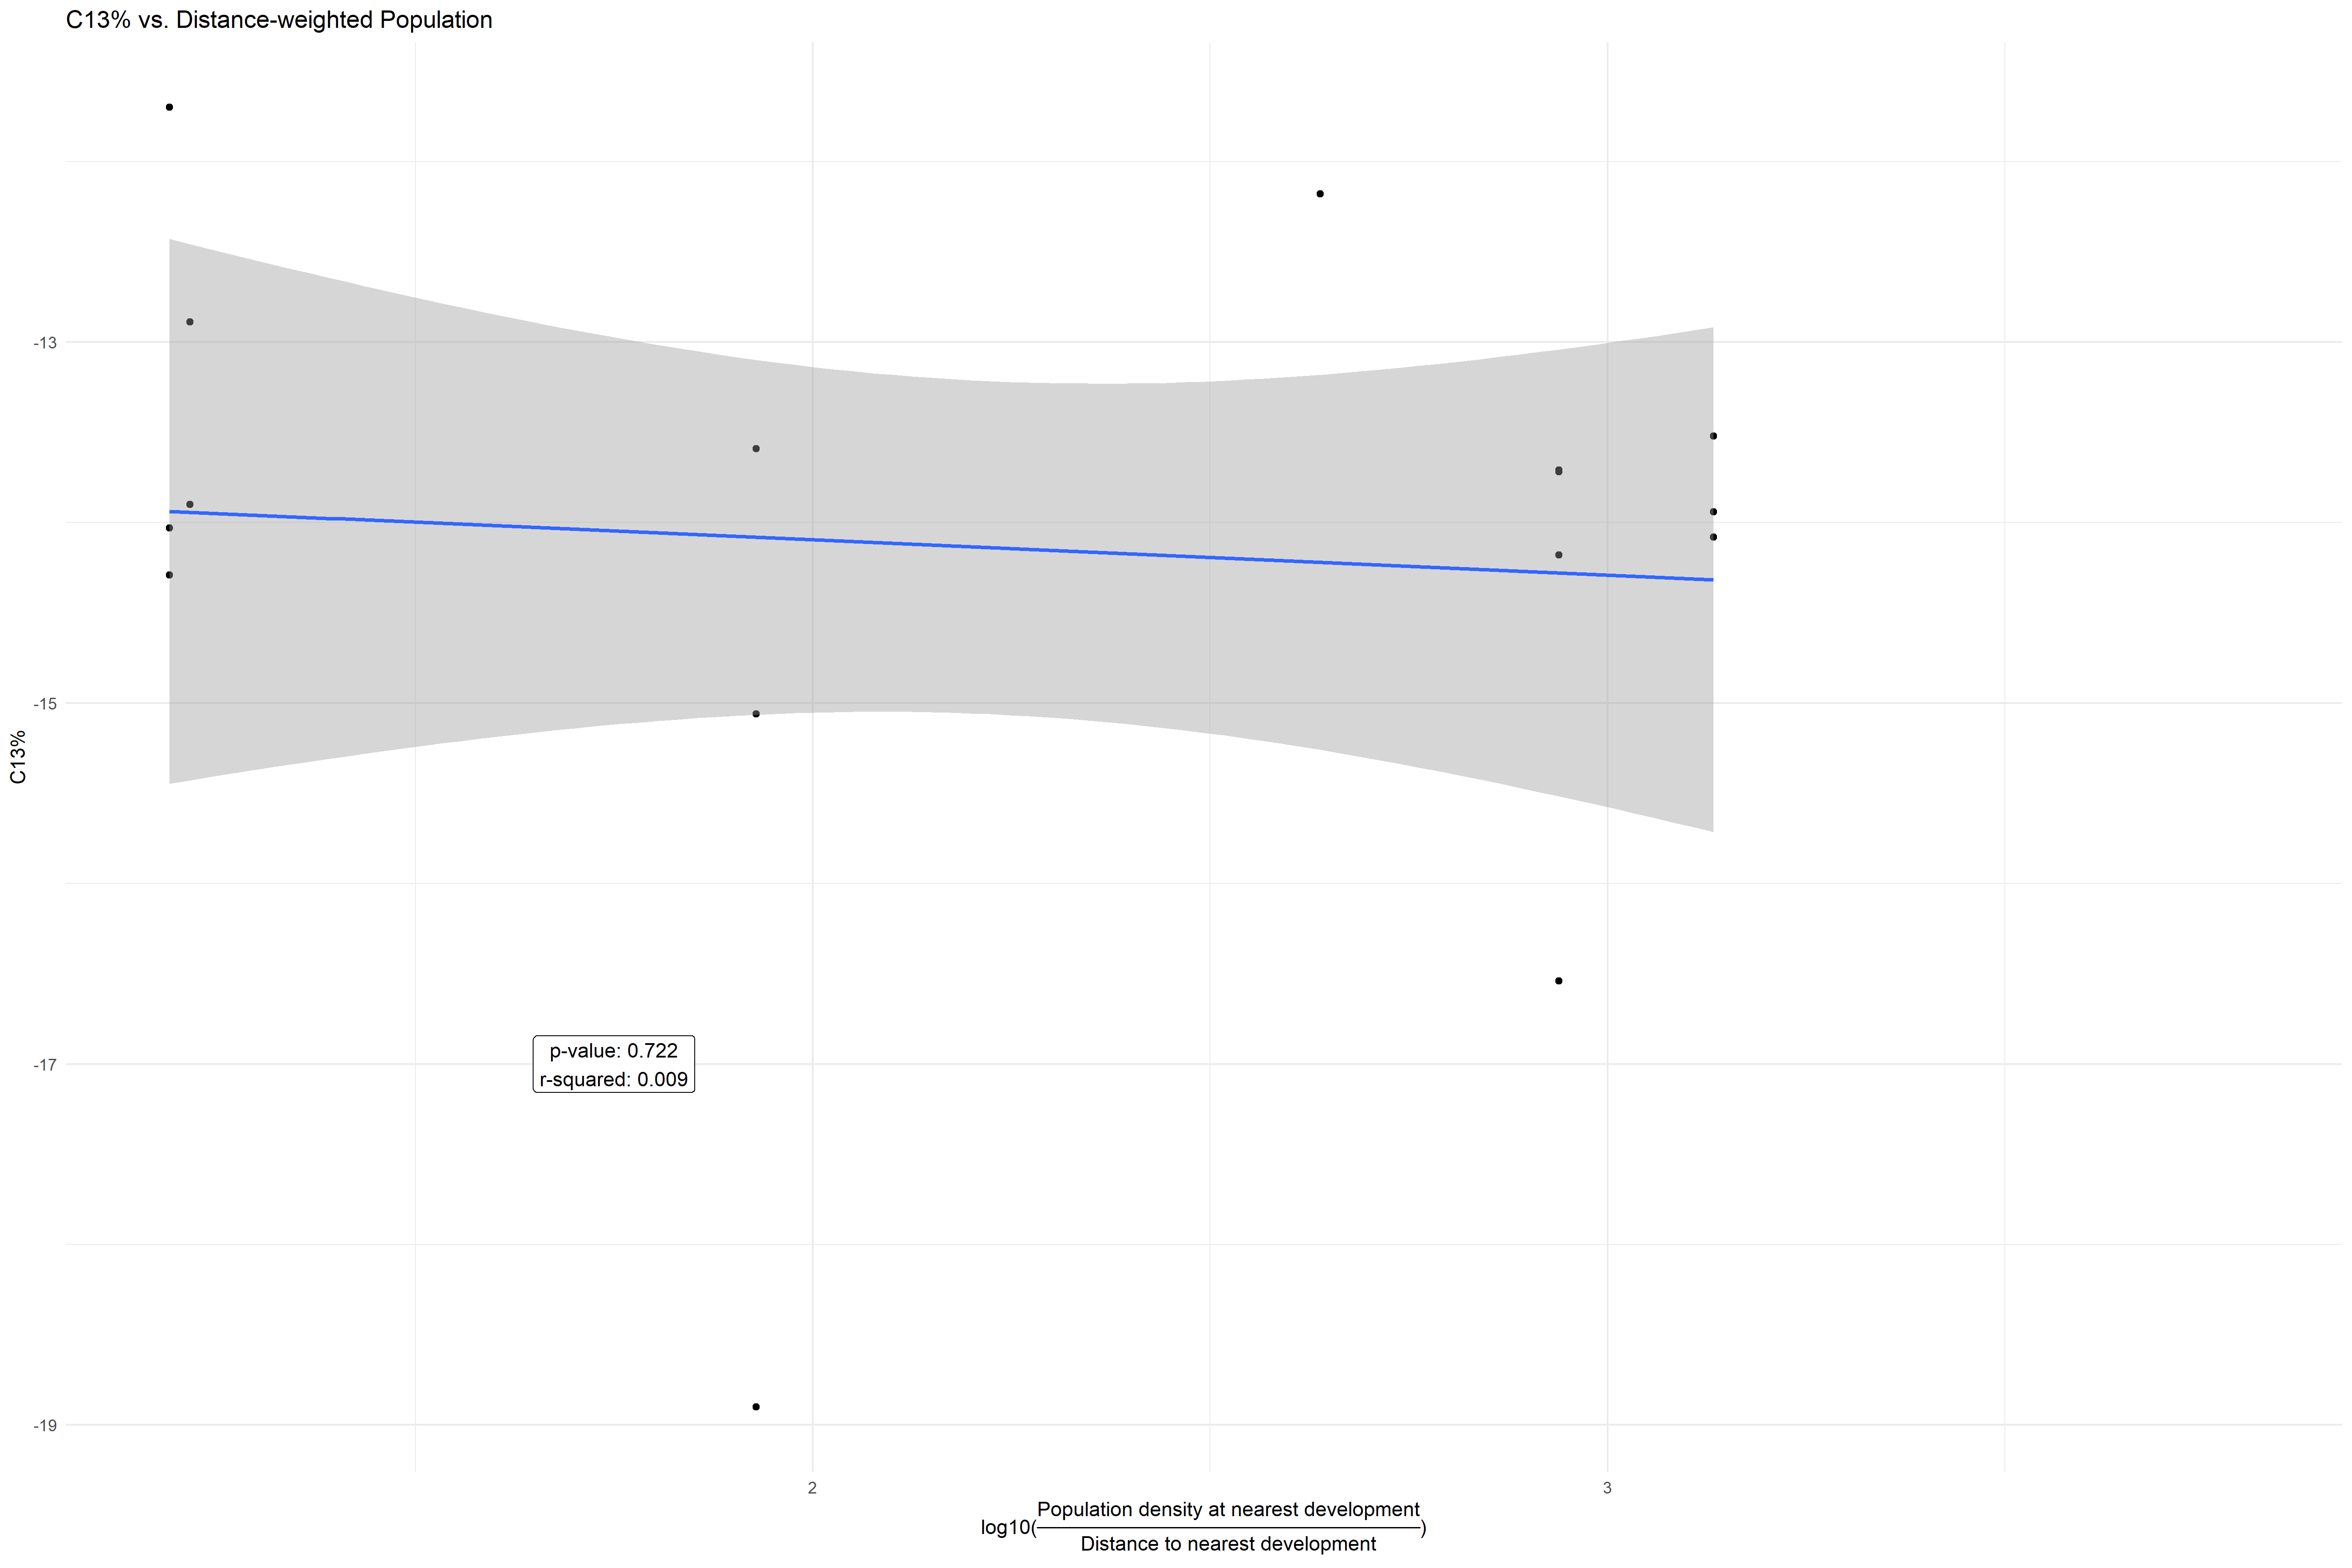 C13% vs. Distance-weighted Population
-13
-15
C13%
p-value: 0.722
r-squared: 0.009
-17
-19
2
3
Population density at nearest development
log10( )
Distance to nearest development